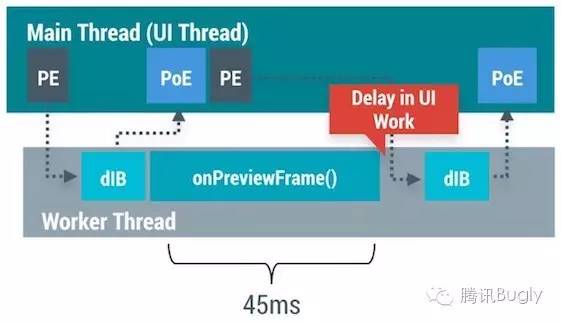 Main Thread (UI Thread)
PE
PoE
PE
PoE
Delay in UI
Work
dIB
onPreviewFrame()
dIB
Worker Thread
45ms
腾讯Bugly